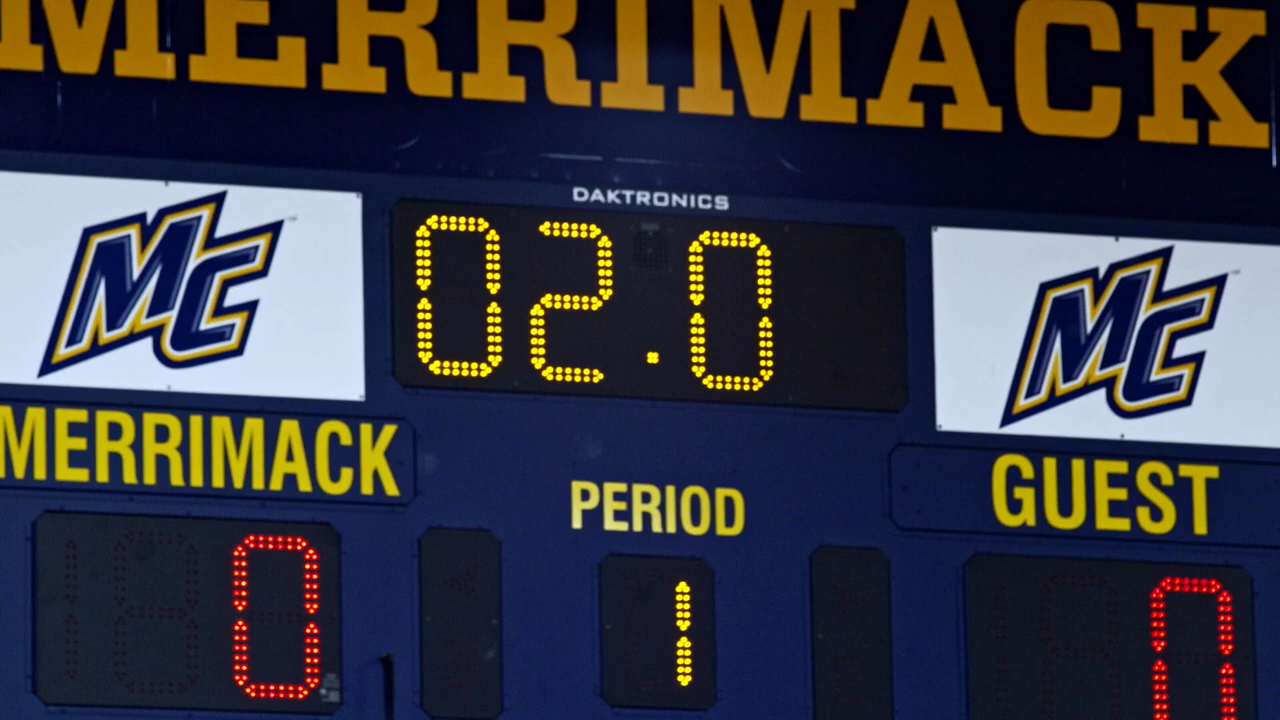 MERRIMACK
DAKTRONICS
MC
02.0
MC
MERRIMACK
PERIOD
GUEST
0
1
0